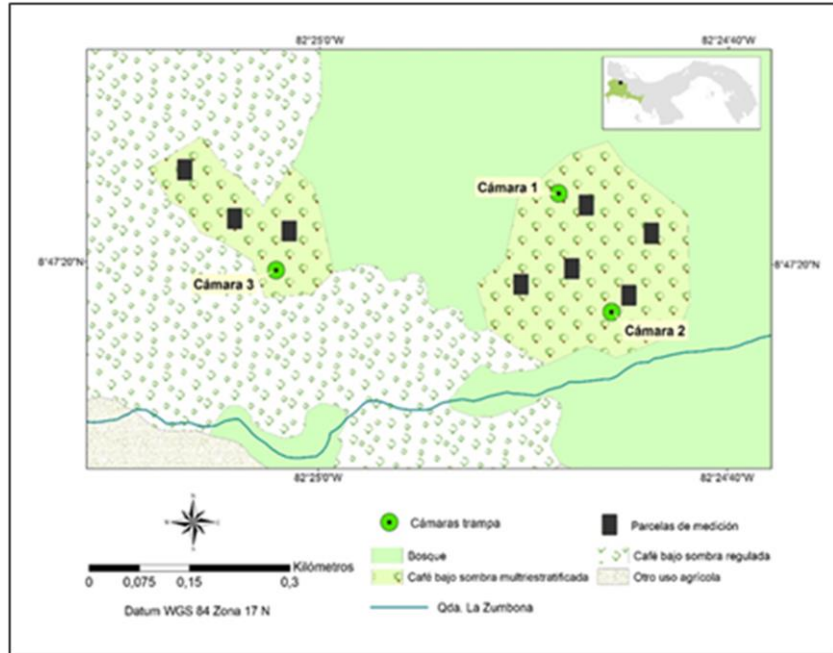 82°25'0"W 82°24'40"W
Cámara 1
8°47'20"N 8°47'20"N
Cámara 3
Cámara 2
82°25'0"W 82°24'40"W
Cámaras trampa Parcelas de medición
Bosque Café bajo sombra regulada
Kilómetros
Café bajo sombra multriestratificada Otro uso agrícola
0 0,075 0,15 0,3
Datum WGS 84 Zona 17 N Qda. La Zumbona